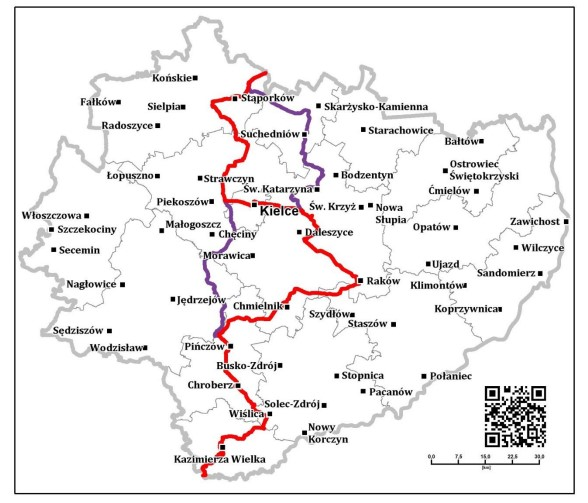 Końskie
Stąporków
Fałków
Sielpia
Skarżysko-Kamienna
Radoszyce
Suchedniów
Starachowice
Bałtów
Ostrowiec
Świętokrzyski
Łopuszno
Strawczyn
Bodzentyn
Św. Katarzyna
Ćmielów
Piekoszów
Kielce
Św. Krzyż
Nowa
Słupia
Włoszczowa
Szczekociny
Małogoszcz
Chęciny
Daleszyce
Opatów
Zawichost
Secemin
Morawica
Wilczyce
Ujazd
Sandomierz
Nagłowice
Raków
Klimontów
Jędrzejów
Chmielnik
Szydłów
Staszów
Koprzywnica
Sędziszów
Wodzisław
Pińczów
Busko-Zdrój
Stopnica
Połaniec
Chroberz
Pacanów
Solec-Zdrój
Wiślica
Nowy
Korczyn
Kazimierza Wielka
0,0 7,5 15,0 22,5 30,0
[km]